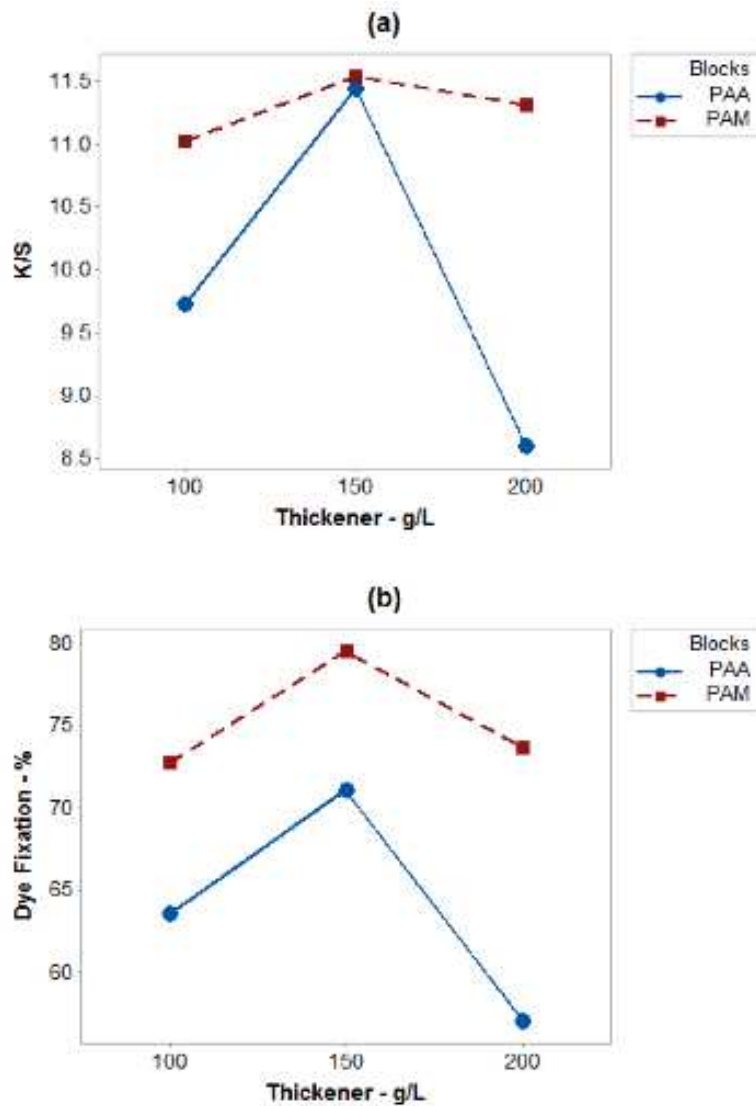 (a)
Blocks
PAA
PAM
11.5
11.0
10.5
10.0
9.5
9.0
8.5
K/S
100 150 200
Thickener - g/L
(b)
Blocks
PAA
PAM
80
75
70
65
60
Dye Fixation - %
100 150 200
Thickener - g/L